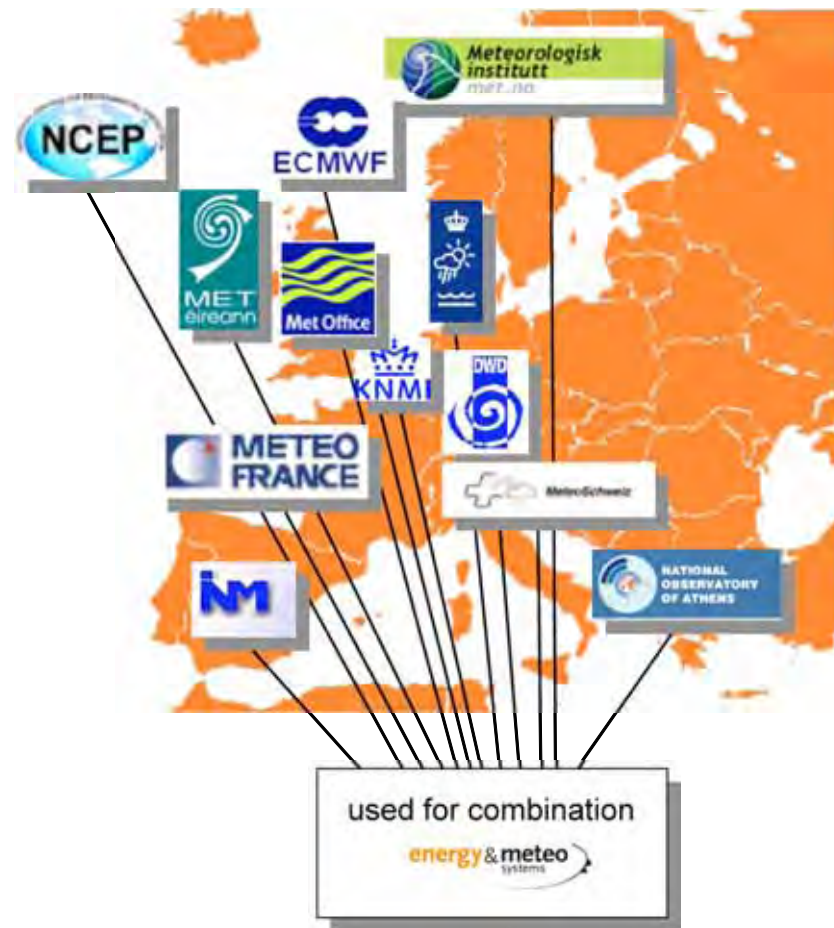 Meteorologisk
institutt
met.no
NCEP
ECMWF
MET
éireann
Met Office
KNMI
DWD
METEO
FRANCE
MeteoSchweiz
iNM
NATIONAL
OBSERVATORY
OF ATHENS
used for combination
energy&meteo
systems